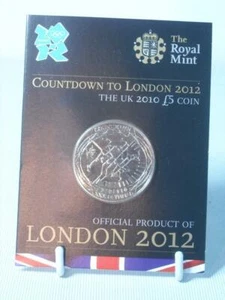 The
Royal
Mint
COUNTDOWN TO LONDON 2012
THE UK 2010 £5 COIN
OFFICIAL PRODUCT OF
LONDON 2012